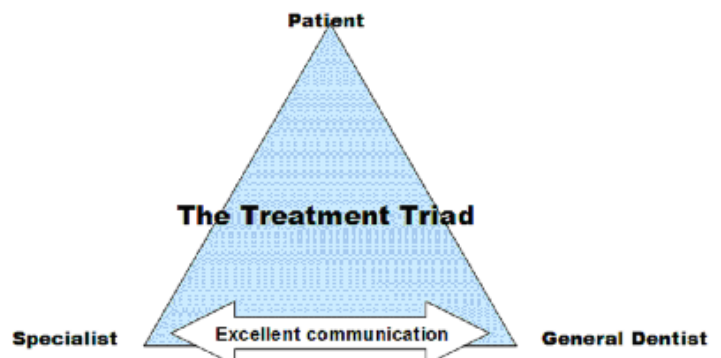 Patient
The Treatment Triad
Excellent communication
Specialist
General Dentist